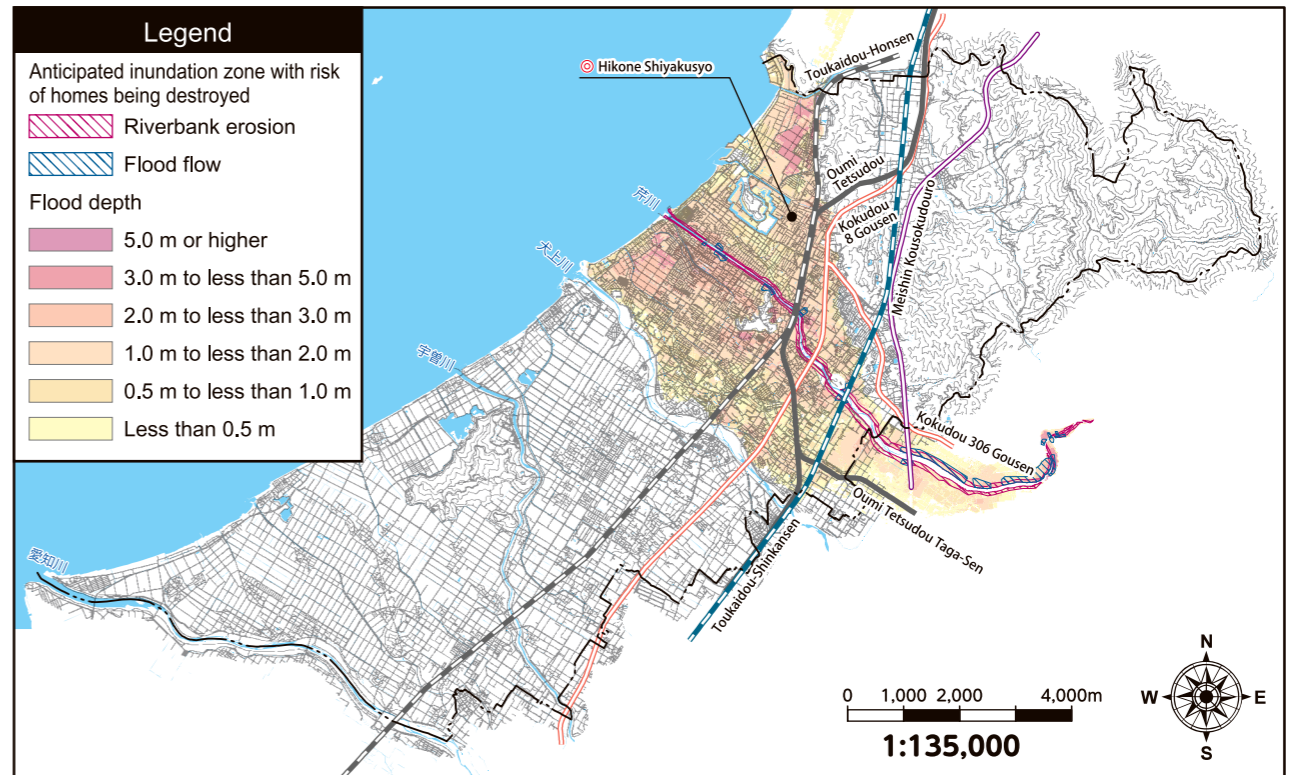 Legend
Anticipated inundation zone with risk
of homes being destroyed
Riverbank erosion
Flood flow
Flood depth
5.0 m or higher
3.0 m to less than 5.0 m
2.0 m to less than 3.0 m
1.0 m to less than 2.0 m
0.5 m to less than 1.0 m
Less than 0.5 m
Hikone Shiyakusyo
Toukaidou-Honsen
Oumi
Tetsudou
Kokudou
8 Gousen
Meishin Kousokudouro
芹川
犬上川
宇曽川
愛知川
Kokudou 306 Gousen
Oumi Tetsudou Taga-Sen
Toukaidou-Shinkansen
0 1,000 2,000 4,000m
1:135,000
N
W E
S